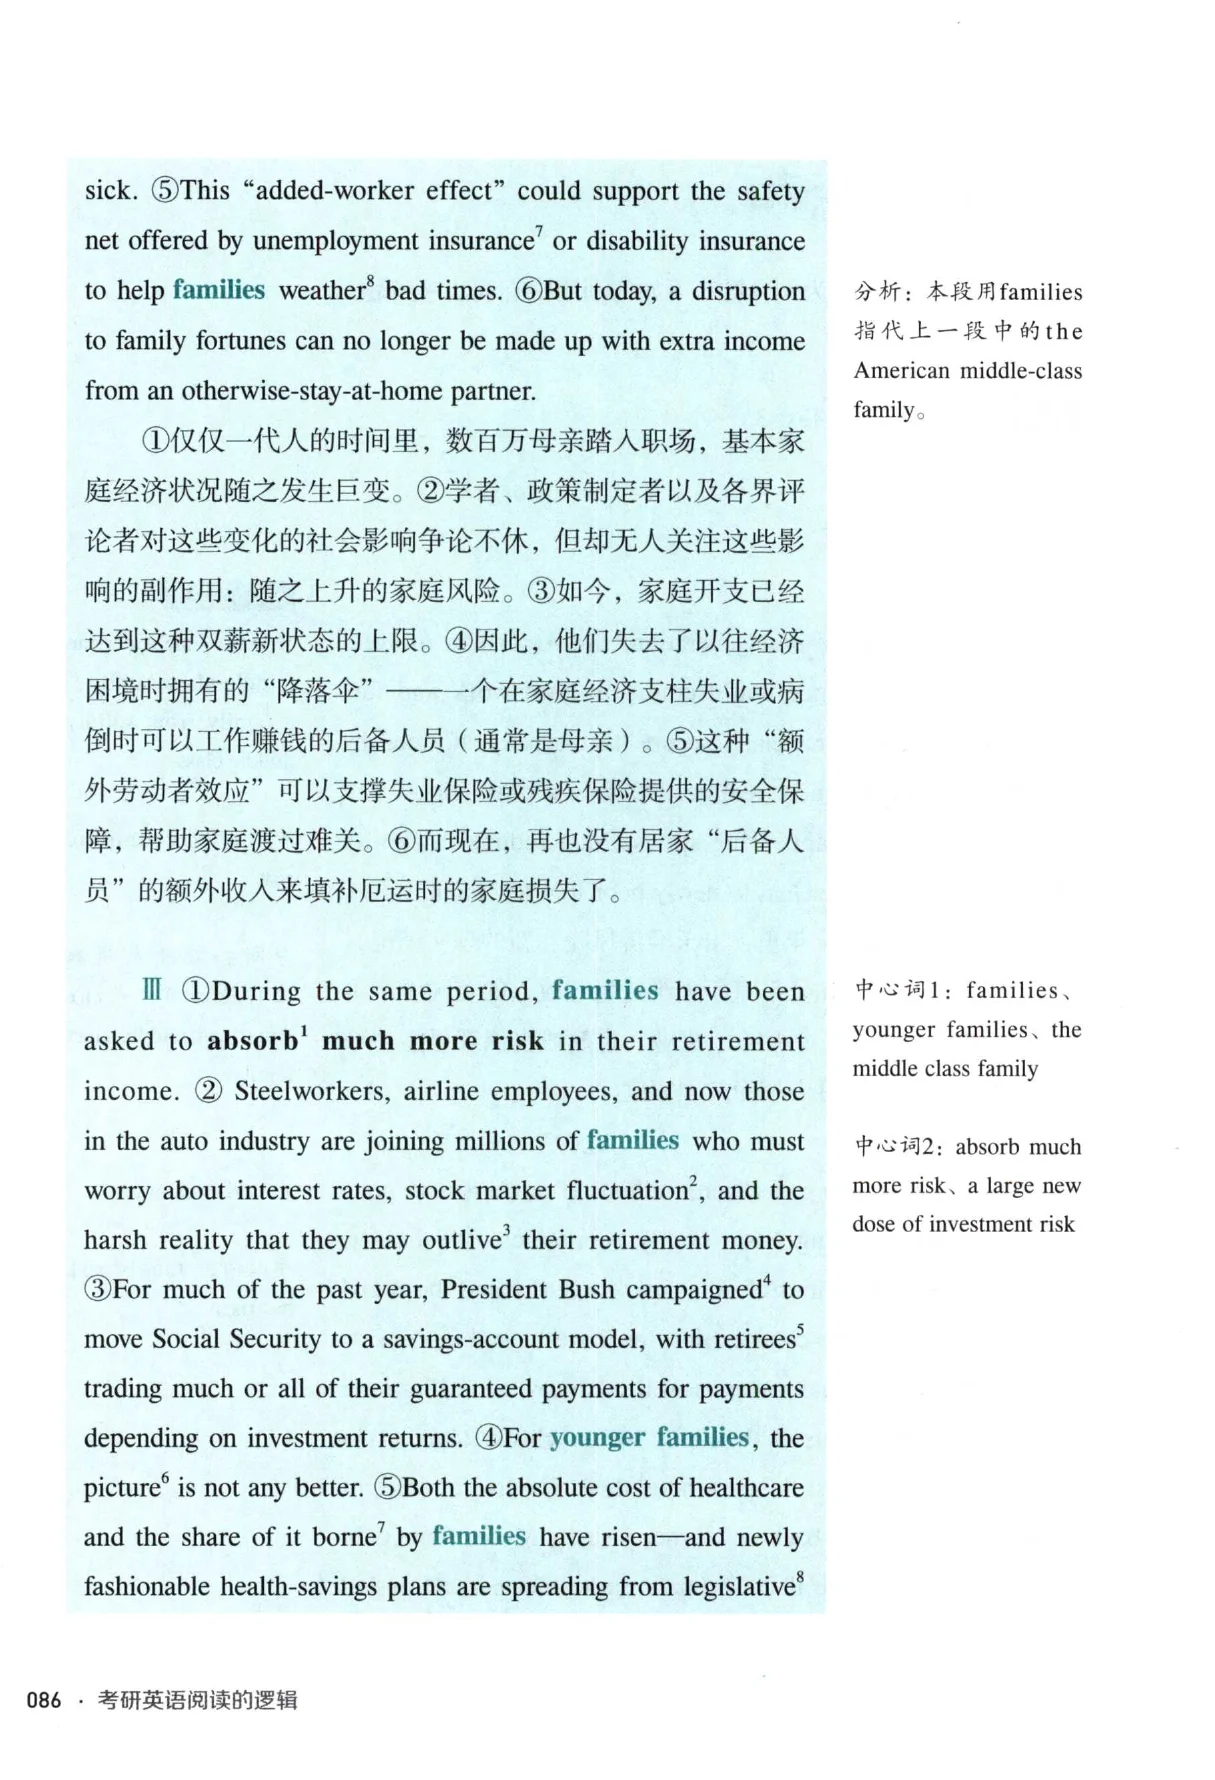 sick. ⑤This “added-worker effect” could support the safety
net offered by unemployment insurance⁷ or disability insurance
to help families weather⁸ bad times. ⑥But today, a disruption
to family fortunes can no longer be made up with extra income
from an otherwise-stay-at-home partner.
分析：本段用families
指代上一段中的the
American middle-class
family。
①仅仅一代人的时间里，数百万母亲踏入职场，基本家
庭经济状况随之发生巨变。②学者、政策制定者以及各界评
论者对这些变化的社会影响争论不休，但却无人关注这些影
响的副作用：随之上升的家庭风险。③如今，家庭开支已经
达到这种双薪新状态的上限。④因此，他们失去了以往经济
困境时拥有的“降落伞”——一个在家庭经济支柱失业或病
倒时可以工作赚钱的后备人员（通常是母亲）。⑤这种“额
外劳动者效应”可以支撑失业保险或残疾保险提供的安全保
障，帮助家庭渡过难关。⑥而现在，再也没有居家“后备人
员”的额外收入来填补厄运时的家庭损失了。
Ⅲ ①During the same period, families have been
asked to absorb¹ much more risk in their retirement
income. ② Steelworkers, airline employees, and now those
in the auto industry are joining millions of families who must
worry about interest rates, stock market fluctuation², and the
harsh reality that they may outlive³ their retirement money.
③For much of the past year, President Bush campaigned⁴ to
move Social Security to a savings-account model, with retirees⁵
trading much or all of their guaranteed payments for payments
depending on investment returns. ④For younger families, the
picture⁶ is not any better. ⑤Both the absolute cost of healthcare
and the share of it borne⁷ by families have risen—and newly
fashionable health-savings plans are spreading from legislative⁸
中心词1：families、
younger families、the
middle class family
中心词2：absorb much
more risk、a large new
dose of investment risk
086 · 考研英语阅读的逻辑